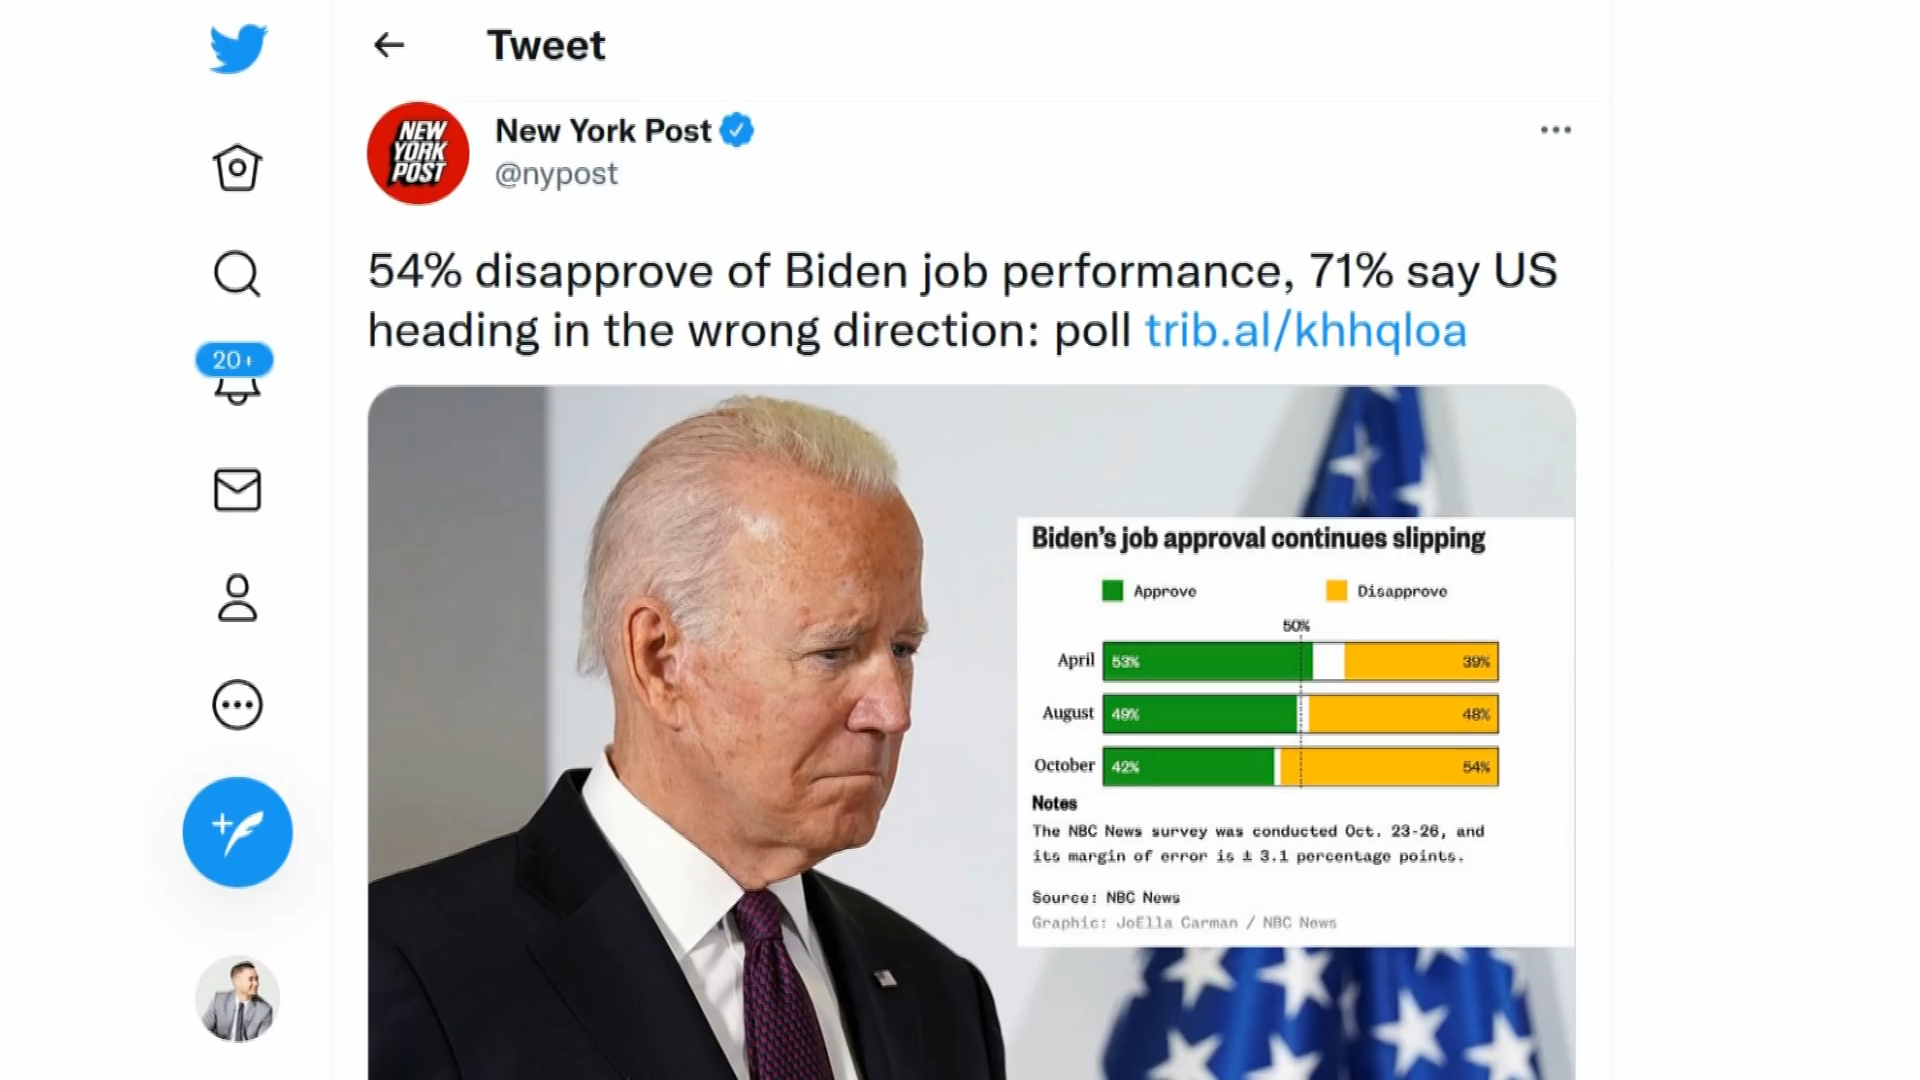 Tweet
NEW
YORK
POST
New York Post
@nypost
54% disapprove of Biden job performance, 71% say US
heading in the wrong direction: poll trib.al/khhqloa
20+
Biden's job approval continues slipping
Approve Disapprove
50%
April 53% 39%
August 49% 48%
October 42% 54%
Notes
The NBC News survey was conducted Oct. 23-26, and
its margin of error is ± 3.1 percentage points.
Source: NBC News
Graphic: JoElla Carman / NBC News